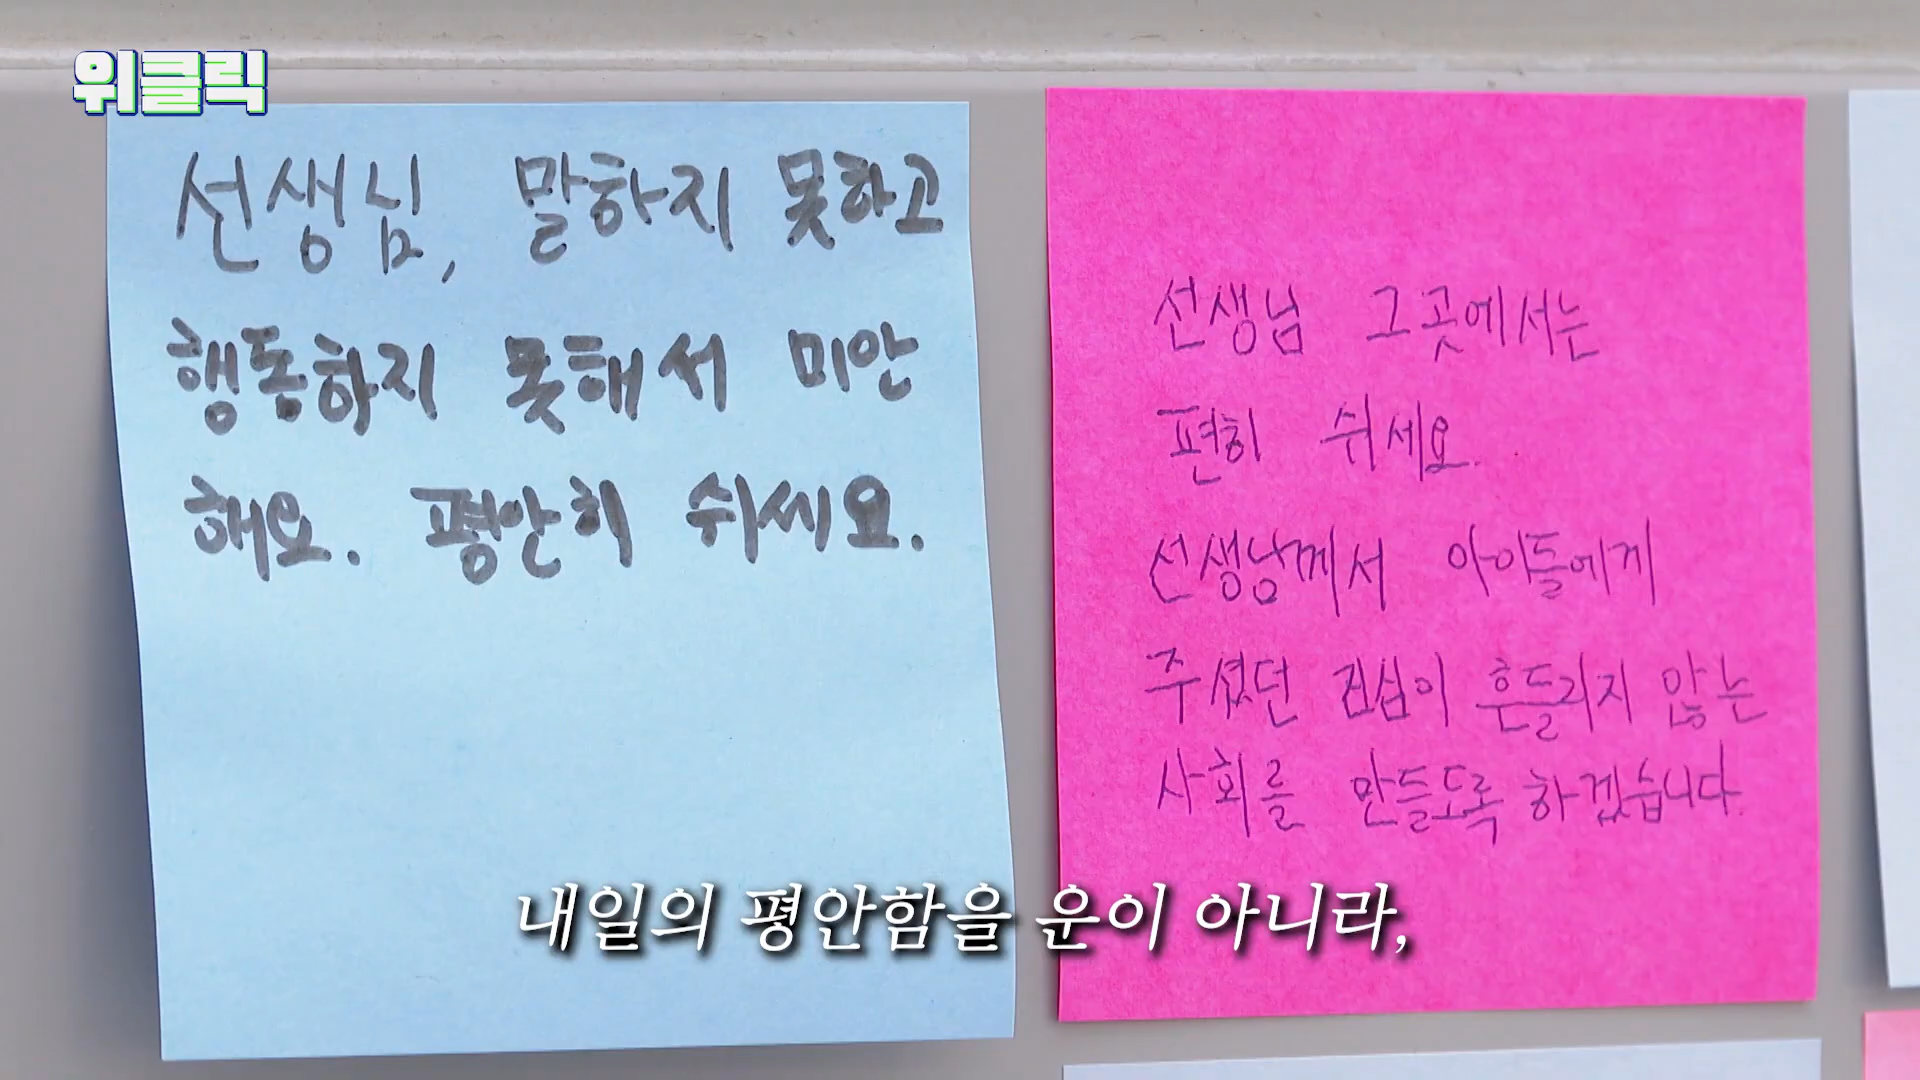 위클릭
선생님, 말하지 못하고
행동하지 못해서 미안
해요. 평안히 쉬세요.
선생님 그곳에서는
편히 쉬세요.
선생님께서 아이들에게
주셨던 진심이 흔들리지 않는
사회를 만들도록 하겠습니다.
내일의 평안함을 운이 아니라,